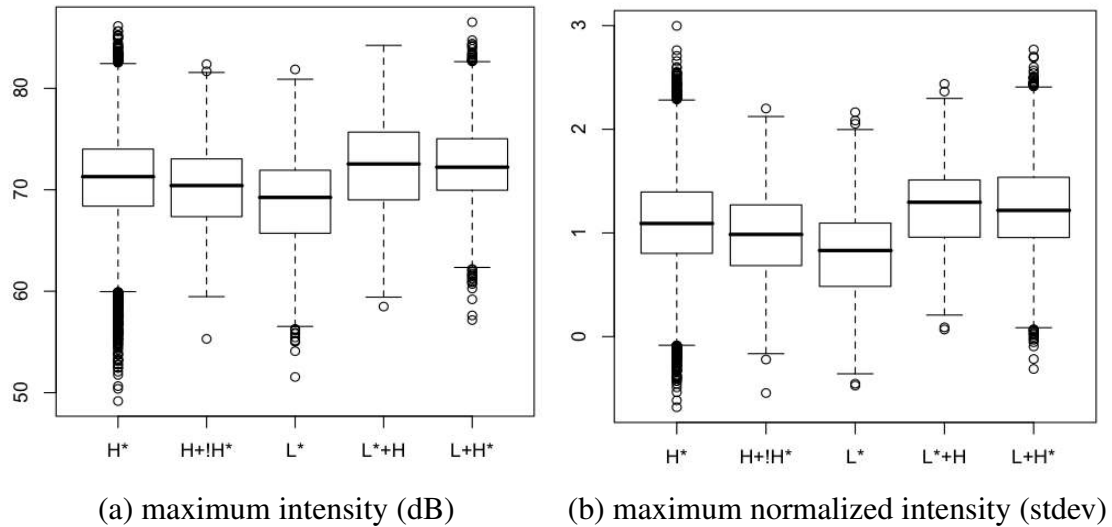 80
70
60
50
H* H+!H* L* L*+H L+H*
3
2
1
0
H* H+!H* L* L*+H L+H*
(a) maximum intensity (dB)
(b) maximum normalized intensity (stdev)